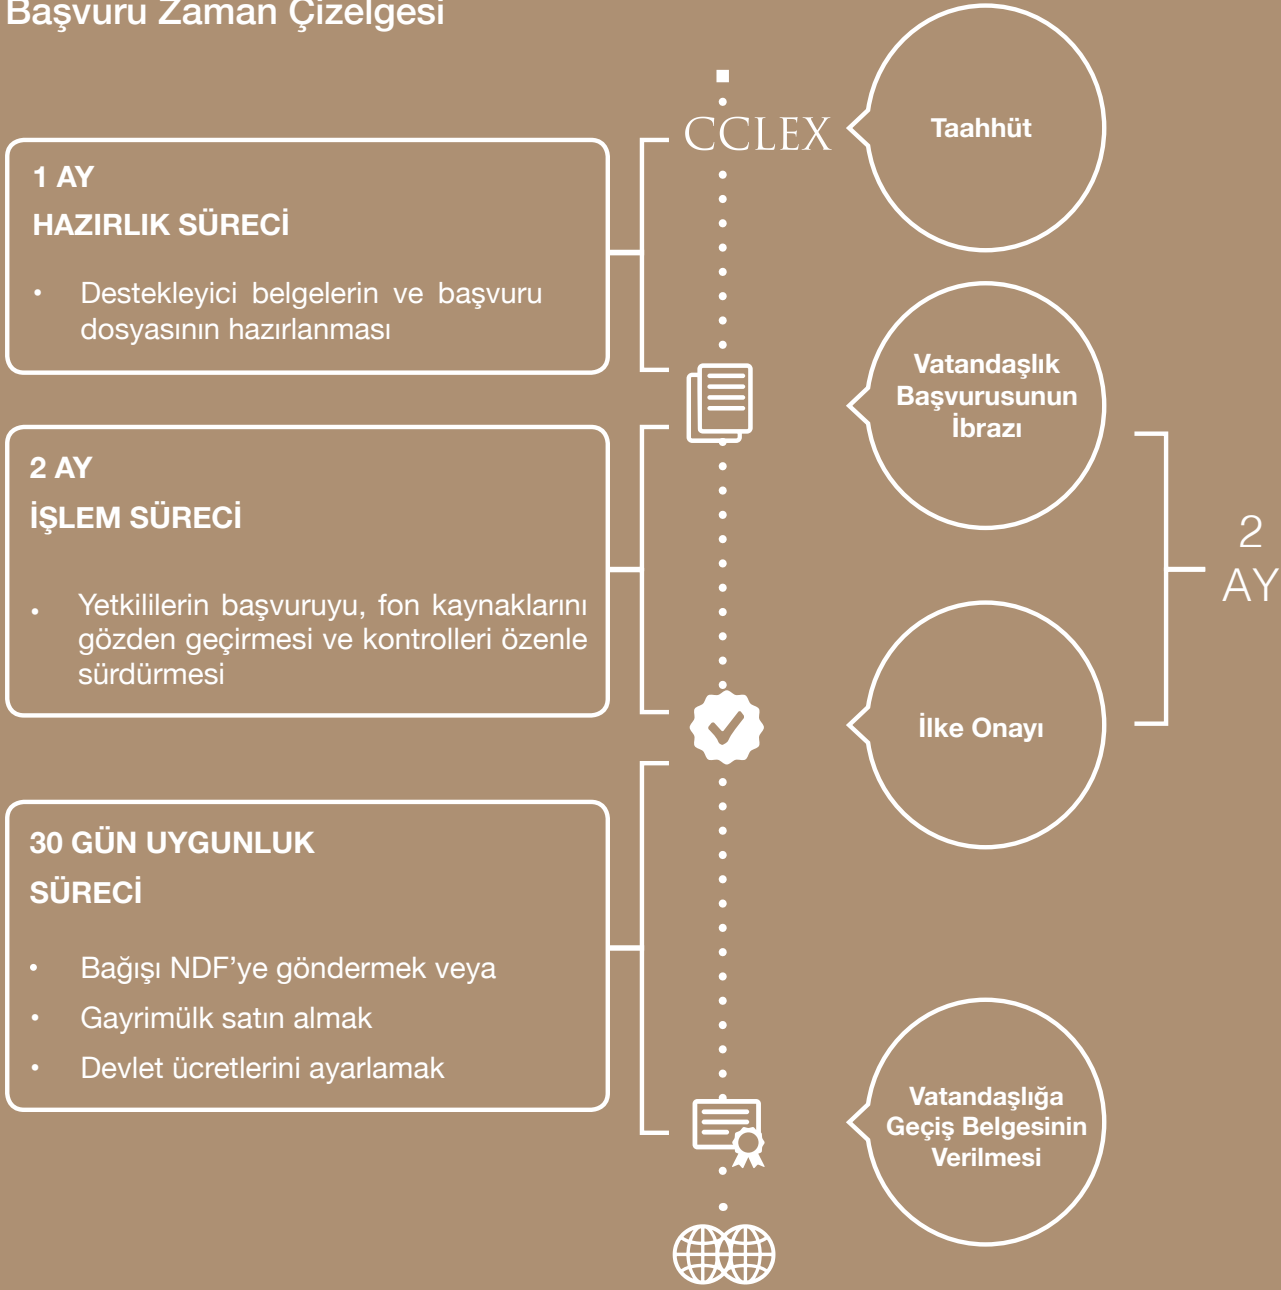 Başvuru Zaman Çizelgesi
CCLEX
Taahhüt
1 AY
HAZIRLIK SÜRECİ
• Destekleyici belgelerin ve başvuru
dosyasının hazırlanması
Vatandaşlık
Başvurusunun
İbrazı
2 AY
İŞLEM SÜRECİ
• Yetkililerin başvuruyu, fon kaynaklarını
gözden geçirmesi ve kontrolleri özenle
sürdürmesi
2
AY
İlke Onayı
30 GÜN UYGUNLUK
SÜRECİ
• Bağışı NDF’ye göndermek veya
• Gayrimülk satın almak
• Devlet ücretlerini ayarlamak
Vatandaşlığa
Geçiş Belgesinin
Verilmesi